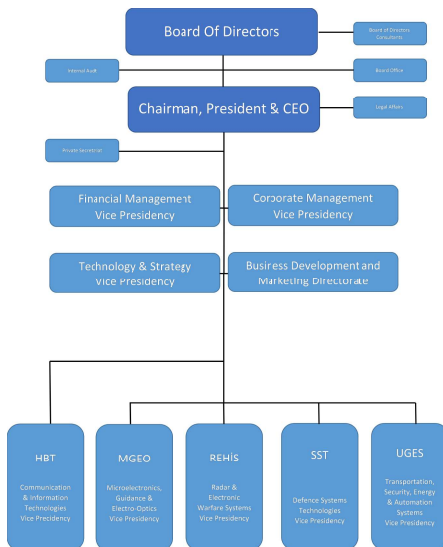 Board Of Directors
Board of Directors
Consultants
Internal Audit
Board Office
Chairman, President & CEO
Legal Affairs
Private Secreteriat
Financial Management
Vice Presidency
Corporate Management
Vice Presidency
Technology & Strategy
Vice Presidency
Business Development and
Marketing Directorate
HBT
Communication
& Information
Technologies
Vice Precidency
MGEO
Microelectronics,
Guidance &
Electro-Optics
Vice Presidency
REHİS
Radar &
Electronic
Warfare Systems
Vice Presidency
SST
Defence Systems
Technologies
Vice Presidency
UGES
Transportation,
Security, Energy
& Automation
Systems
Vice Presidency